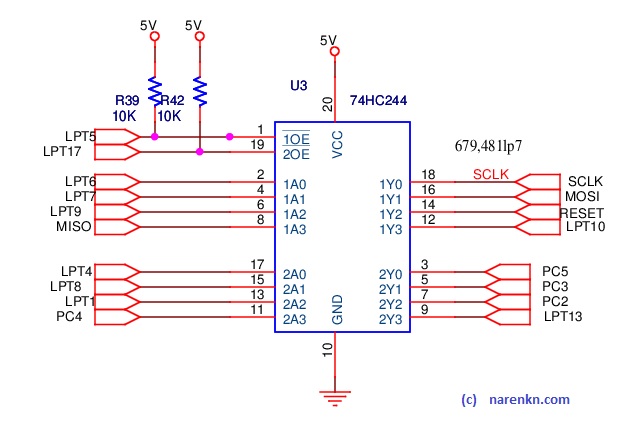 5V 5V
5V
U3
R39 R42 74HC244
10K 10K
20
LPT5 1 1OE VCC
LPT17 19 2OE
679,481lp7
LPT6 2 1A0 1Y0 18 SCLK SCLK
LPT7 4 1A1 1Y1 16 MOSI
LPT9 6 1A2 1Y2 14 RESET
MISO 8 1A3 1Y3 12 LPT10
LPT4 17 2A0 2Y0 3 PC5
LPT8 15 2A1 2Y1 5 PC3
LPT1 13 2A2 GND 2Y2 7 PC2
PC4 11 2A3 2Y3 9 LPT13
10
(c) narenkn.com